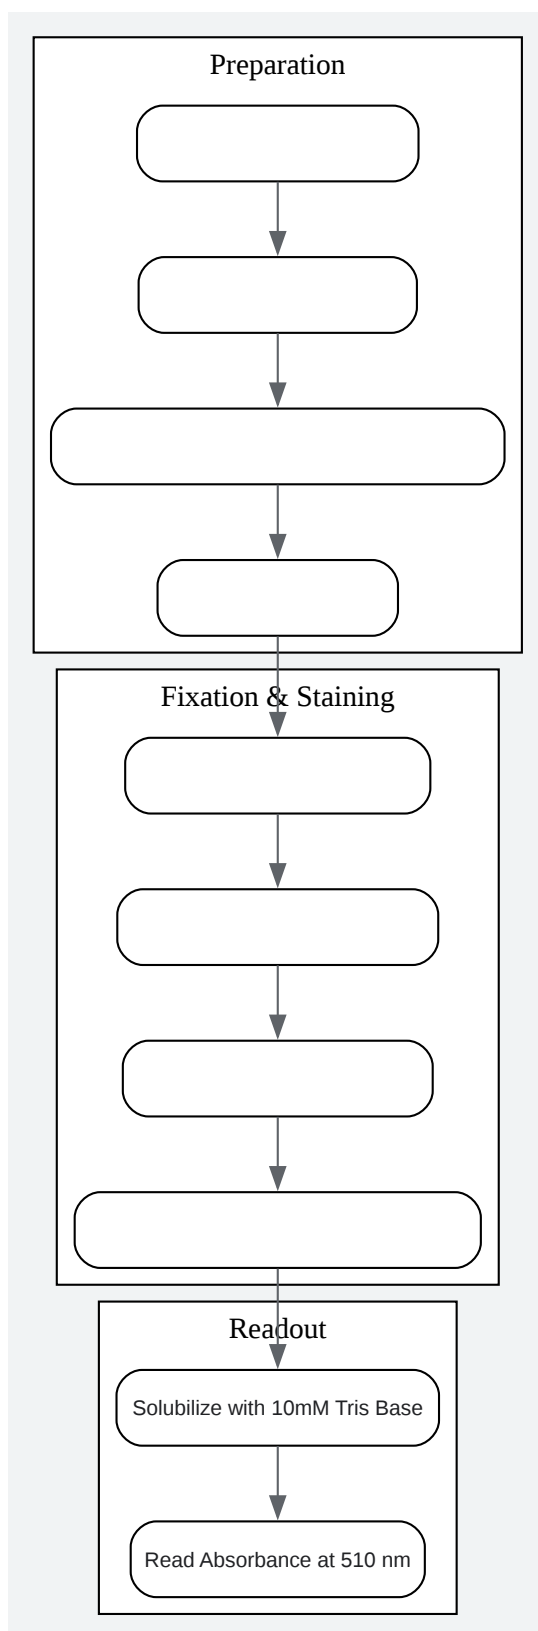 Preparation
Fixation & Staining
Readout
Solubilize with 10mM Tris Base
Read Absorbance at 510 nm